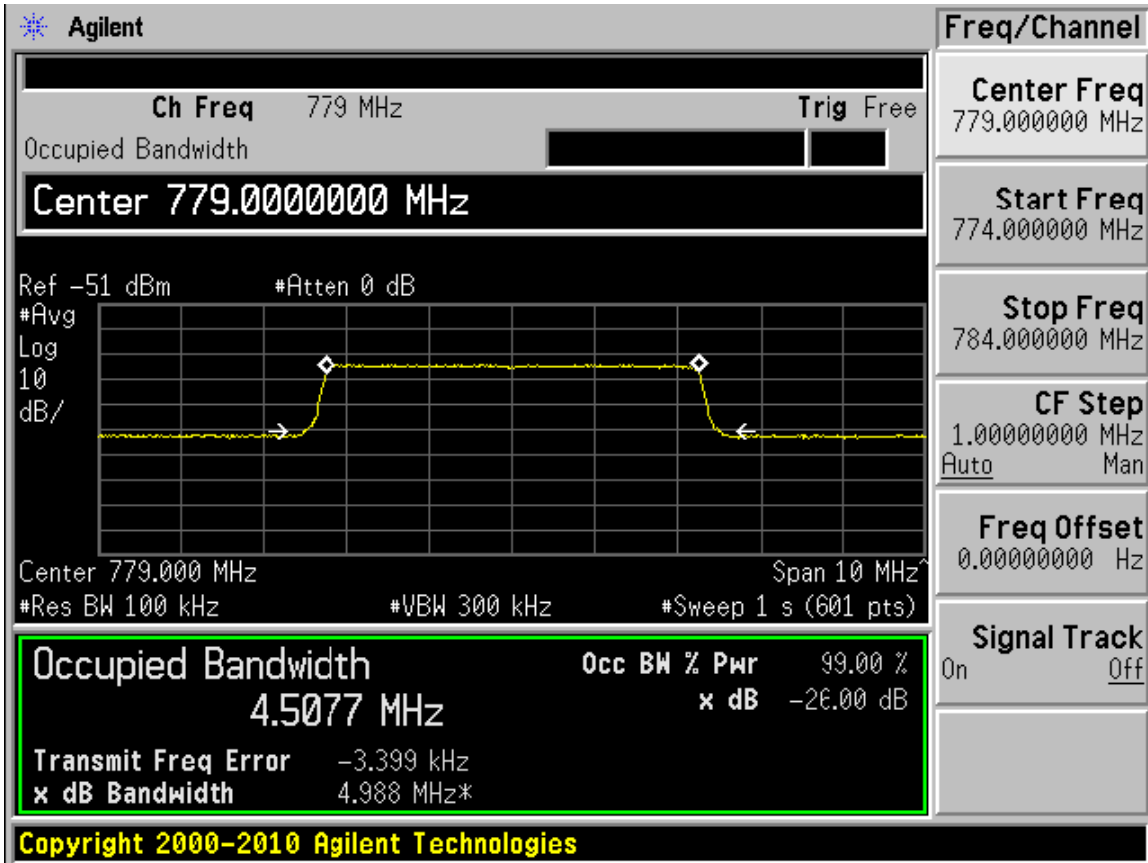 Agilent
Ch Freq 779 MHz Trig Free
Occupied Bandwidth
Center 779.0000000 MHz
Ref -51 dBm #Atten 0 dB
#Avg
Log
10
dB/
Center 779.000 MHz Span 10 MHz^
#Res BW 100 kHz #VBW 300 kHz #Sweep 1 s (601 pts)
Occupied Bandwidth
4.5077 MHz
Occ BW % Pwr 99.00 %
x dB -26.00 dB
Transmit Freq Error -3.399 kHz
x dB Bandwidth 4.988 MHz*
Copyright 2000-2010 Agilent Technologies
Freq/Channel
Center Freq
779.000000 MHz
Start Freq
774.000000 MHz
Stop Freq
784.000000 MHz
CF Step
1.00000000 MHz
Auto Man
Freq Offset
0.00000000 Hz
Signal Track
On Off